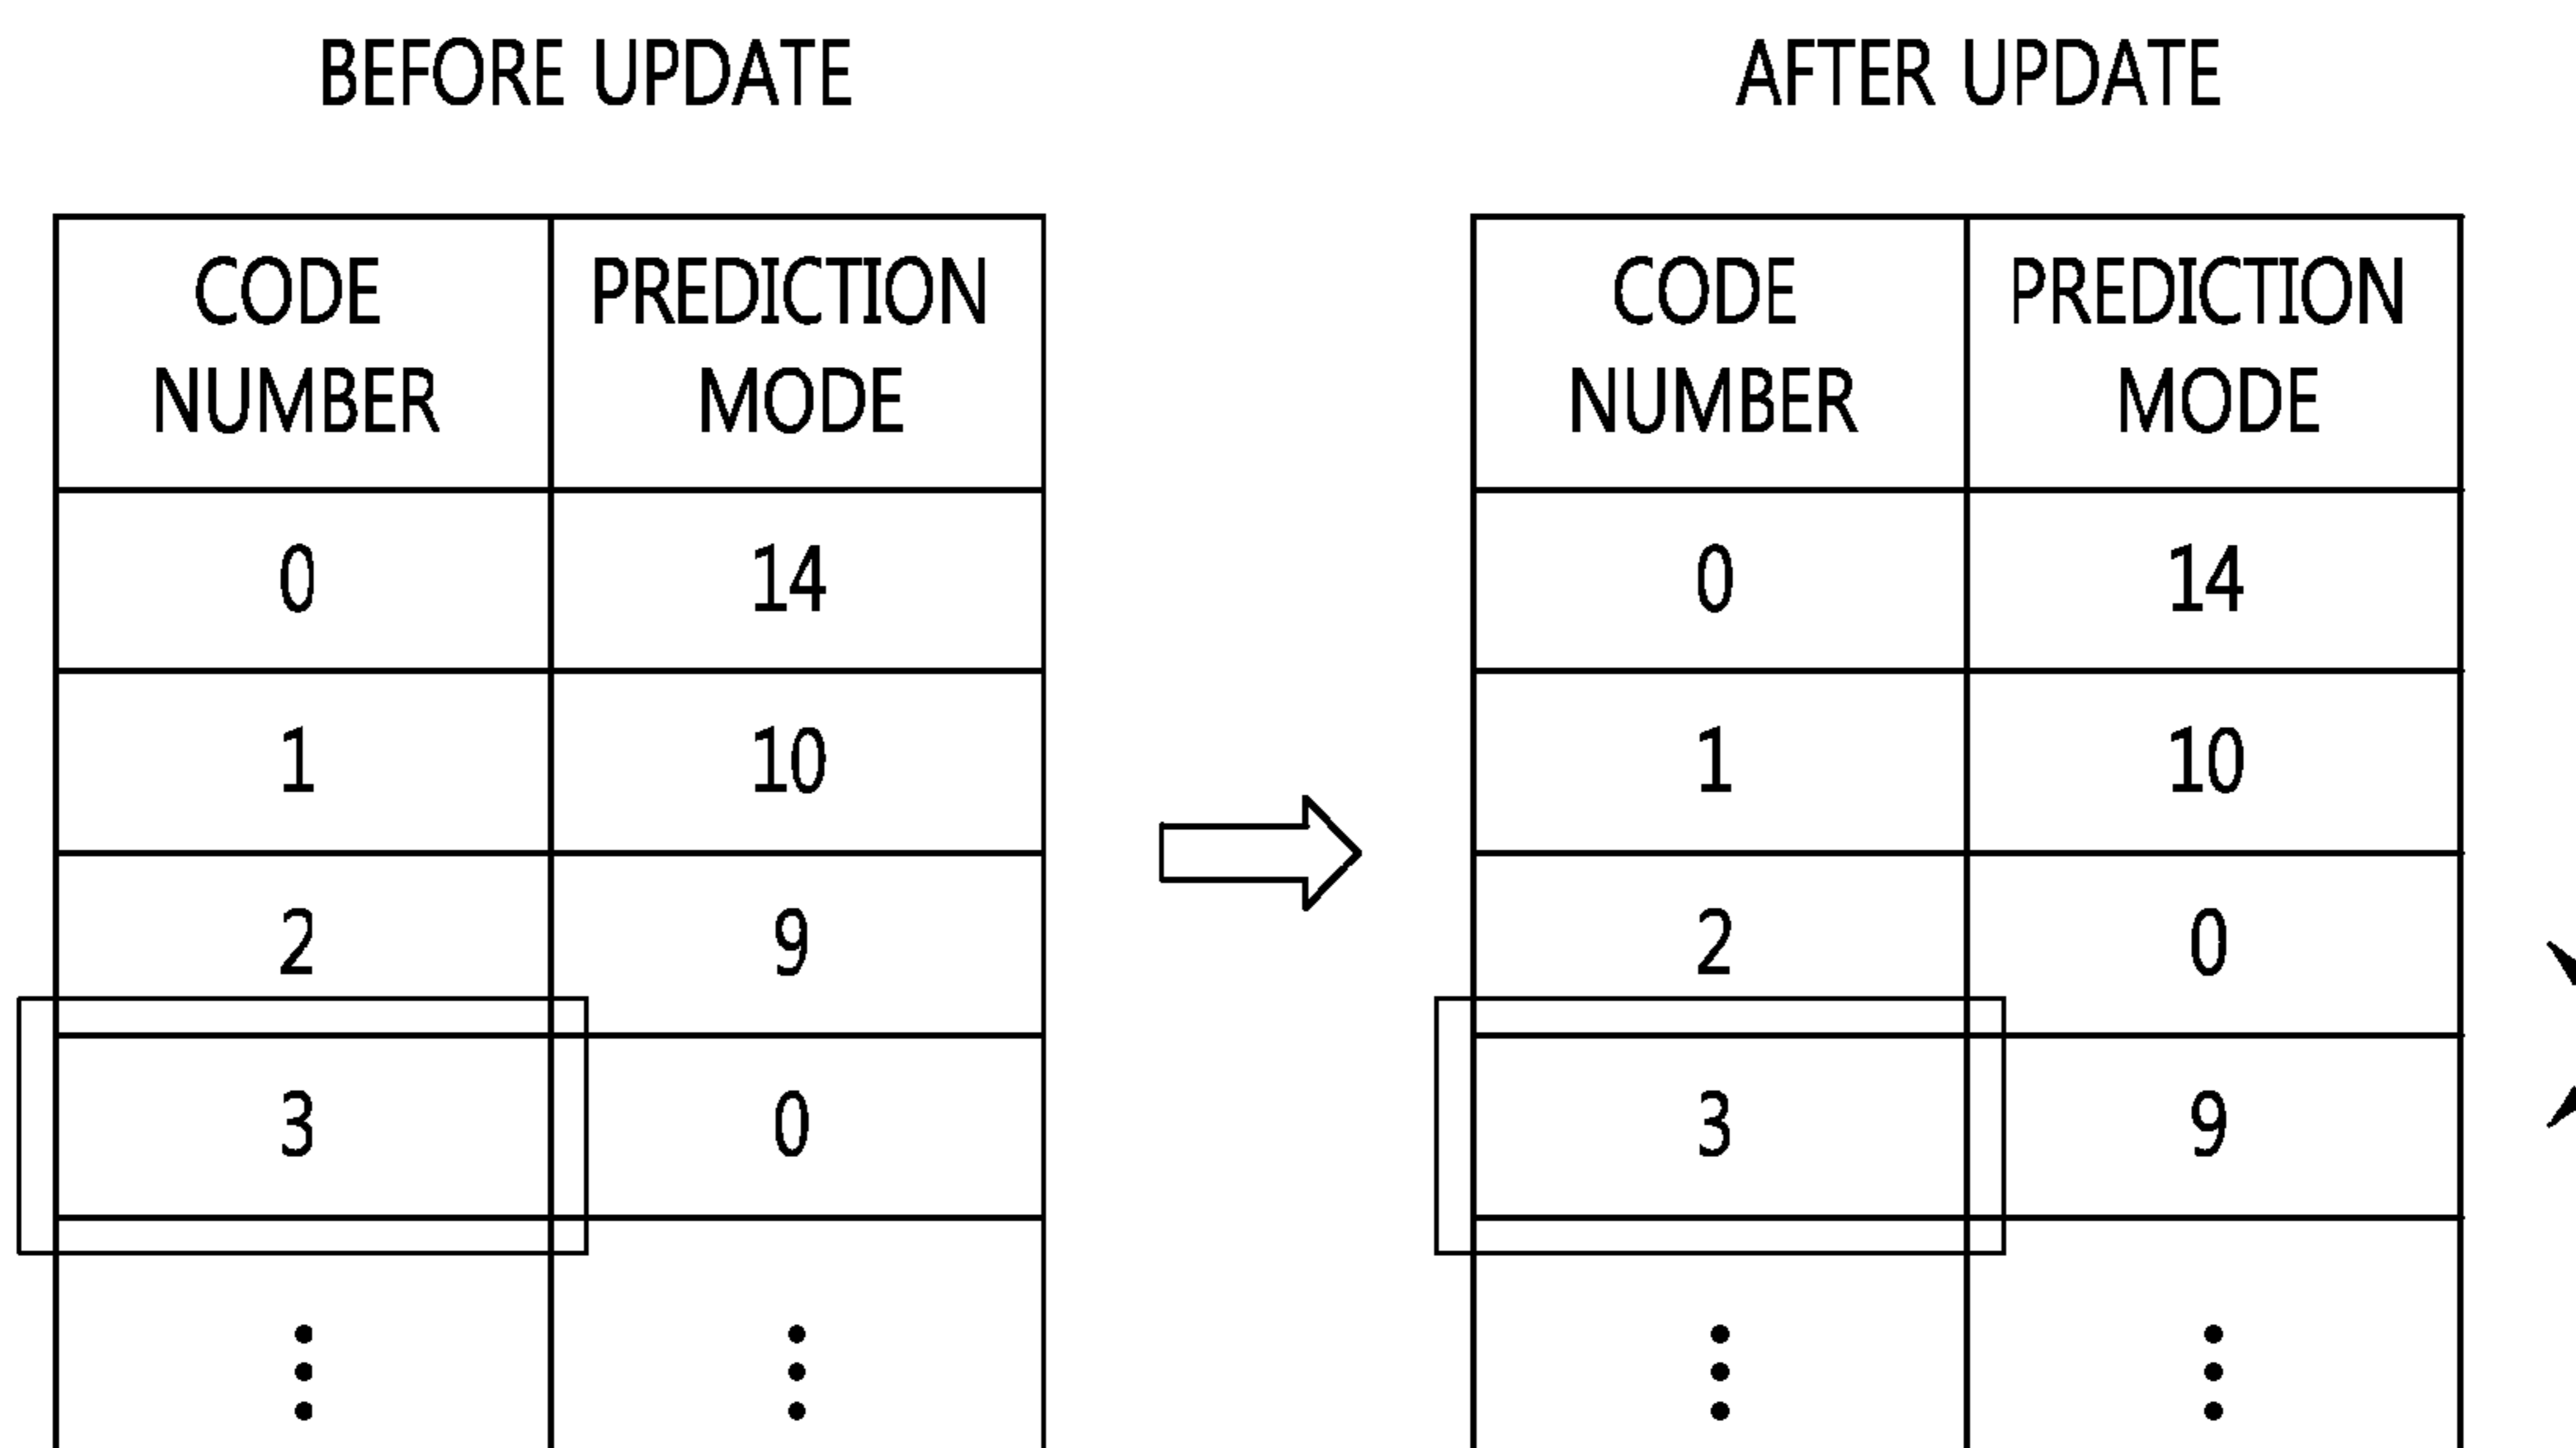 BEFORE UPDATE
CODE NUMBER PREDICTION MODE
0 14
1 10
2 9
3 0
AFTER UPDATE
CODE NUMBER PREDICTION MODE
0 14
1 10
2 0
3 9